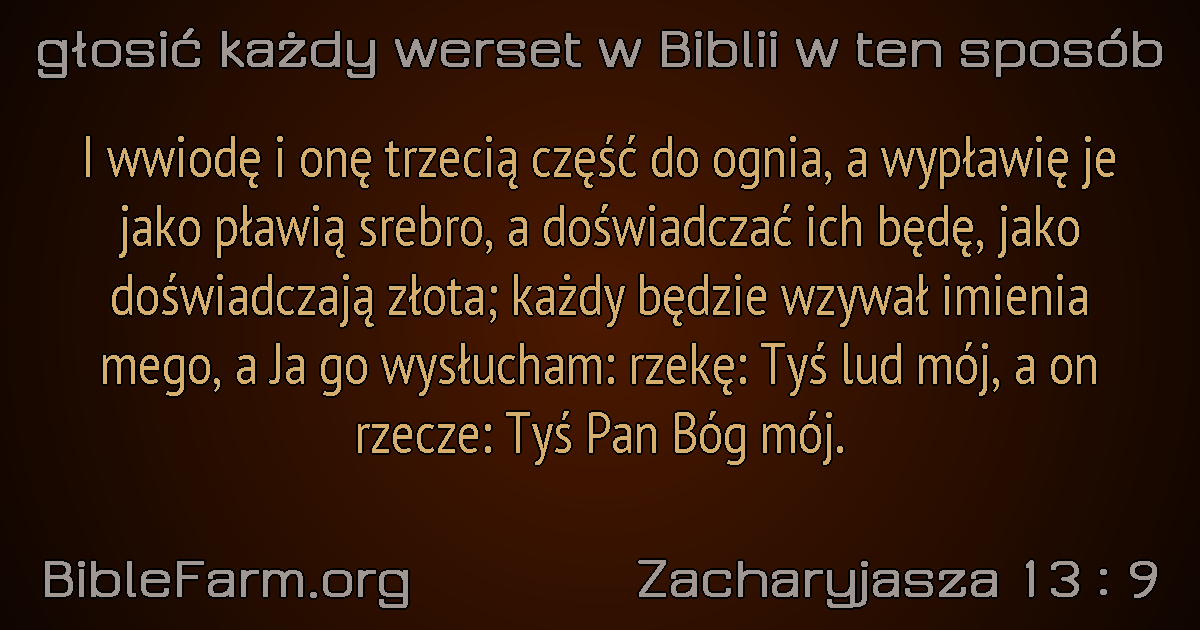 głosić każdy werset w Biblii w ten sposób
I wwiodę i onę trzecią część do ognia, a wypławię je
jako pławią srebro, a doświadczać ich będę, jako
doświadczają złota; każdy będzie wzywał imienia
mego, a Ja go wysłucham: rzekę: Tyś lud mój, a on
rzecze: Tyś Pan Bóg mój.
BibleFarm.org
Zacharyjasza 13 : 9